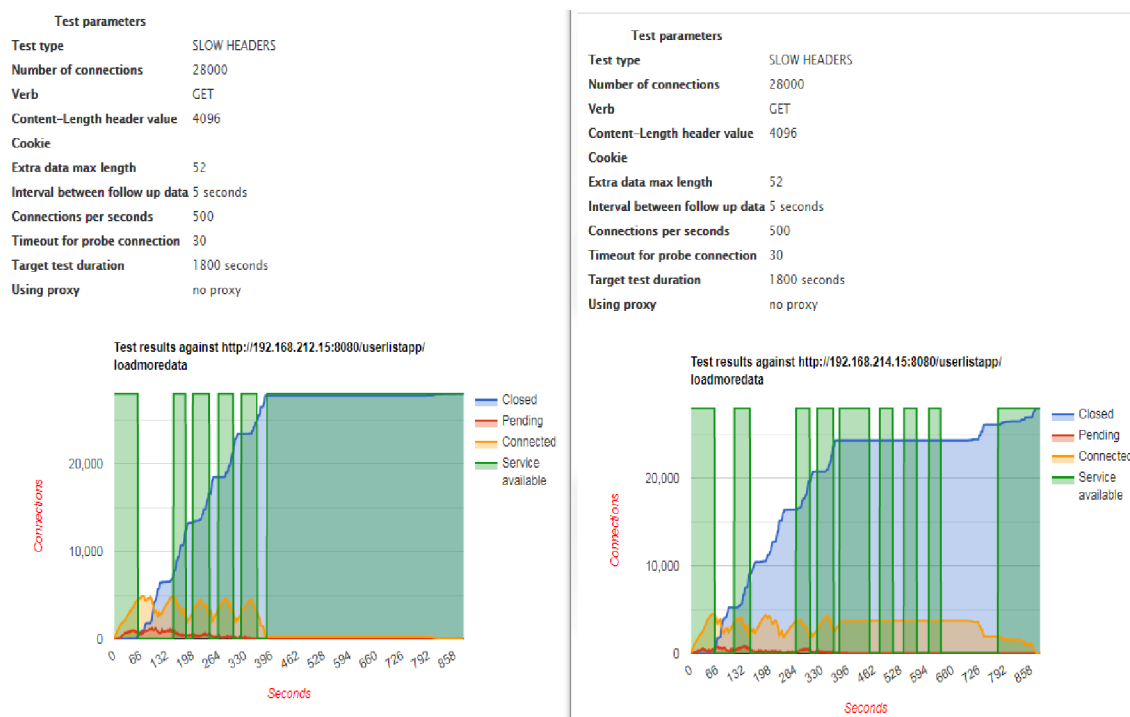 Test parameters
Test type SLOW HEADERS
Number of connections 28000
Verb GET
Content-Length header value 4096
Cookie
Extra data max length 52
Interval between follow up data 5 seconds
Connections per seconds 500
Timeout for probe connection 30
Target test duration 1800 seconds
Using proxy no proxy
Test results against http://192.168.212.15:8080/userlistapp/
loadmoredata
Closed
Pending
Connected
Service
available
20,000
10,000
0
Connections
0 66 132 198 264 330 396 462 528 594 660 726 792 858
Seconds
Test parameters
Test type SLOW HEADERS
Number of connections 28000
Verb GET
Content-Length header value 4096
Cookie
Extra data max length 52
Interval between follow up data 5 seconds
Connections per seconds 500
Timeout for probe connection 30
Target test duration 1800 seconds
Using proxy no proxy
Test results against http://192.168.214.15:8080/userlistapp/
loadmoredata
Closed
Pending
Connected
Service
available
20,000
10,000
0
Connections
0 66 132 198 264 330 396 462 528 594 660 726 792 858
Seconds